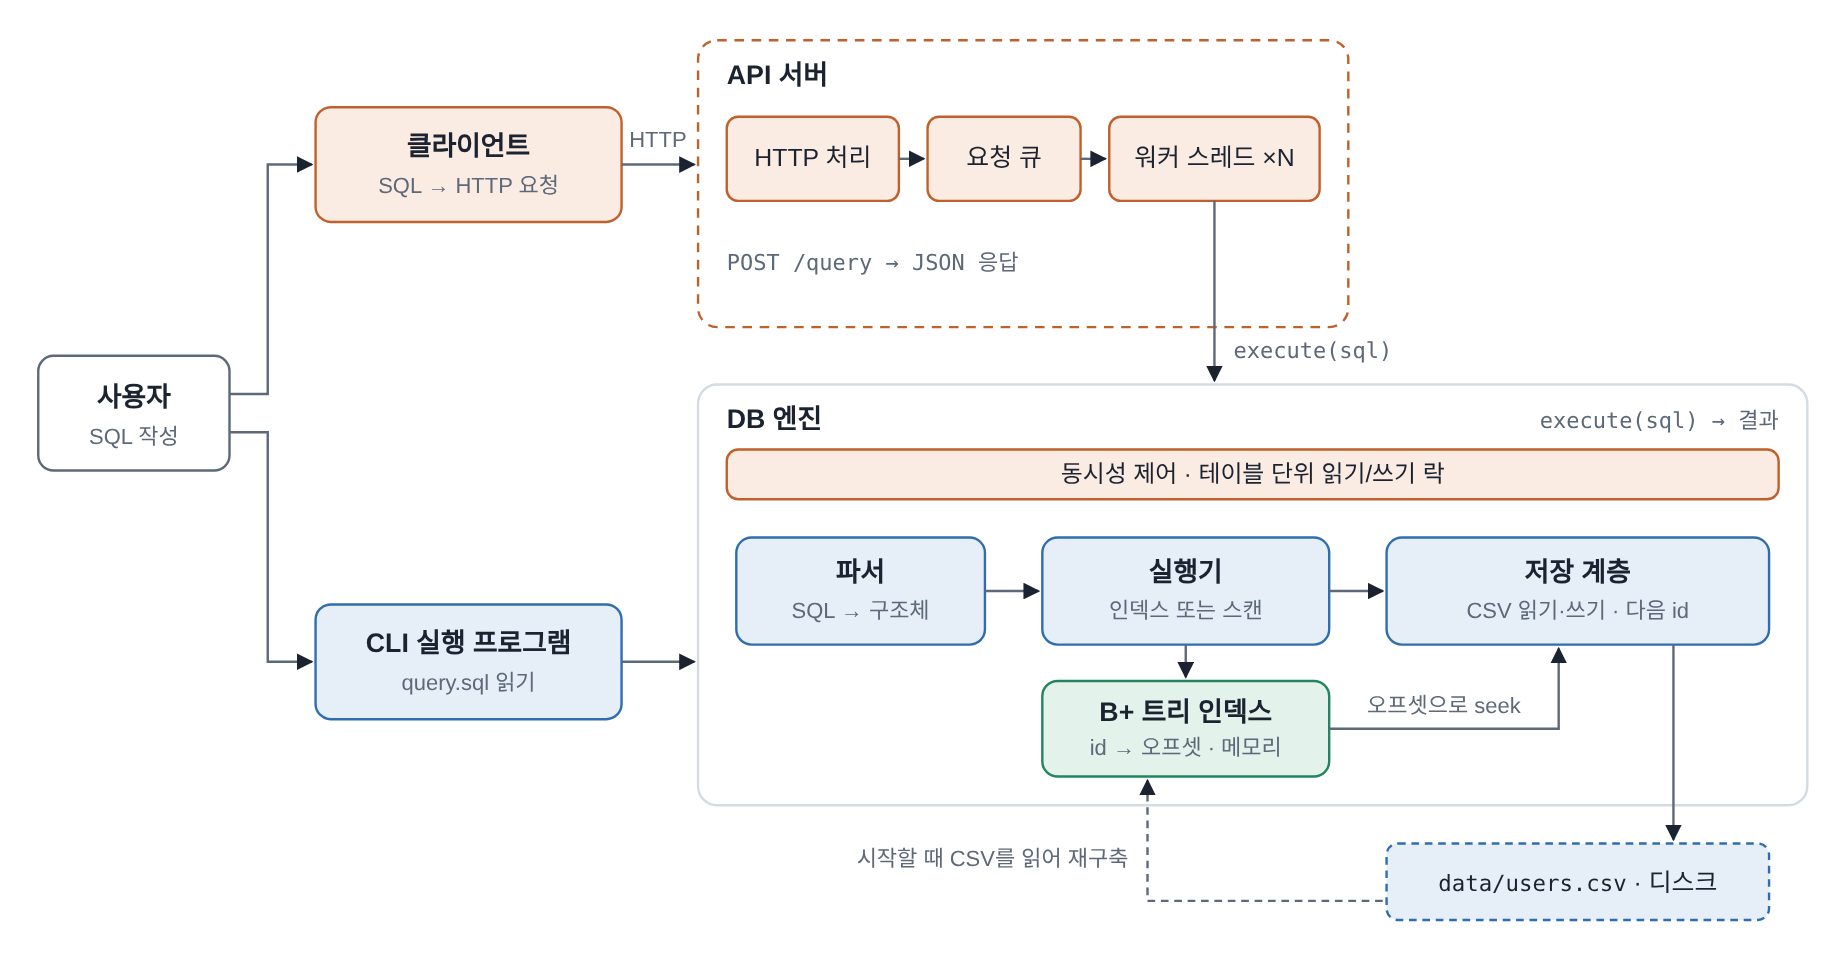 API 서버
클라이언트
SQL → HTTP 요청
HTTP
HTTP 처리
요청 큐
워커 스레드 ×N
POST /query → JSON 응답
execute(sql)
사용자
SQL 작성
DB 엔진
execute(sql) → 결과
동시성 제어 · 테이블 단위 읽기/쓰기 락
파서
SQL → 구조체
실행기
인덱스 또는 스캔
저장 계층
CSV 읽기·쓰기 · 다음 id
CLI 실행 프로그램
query.sql 읽기
B+ 트리 인덱스
id → 오프셋 · 메모리
오프셋으로 seek
시작할 때 CSV를 읽어 재구축
data/users.csv · 디스크